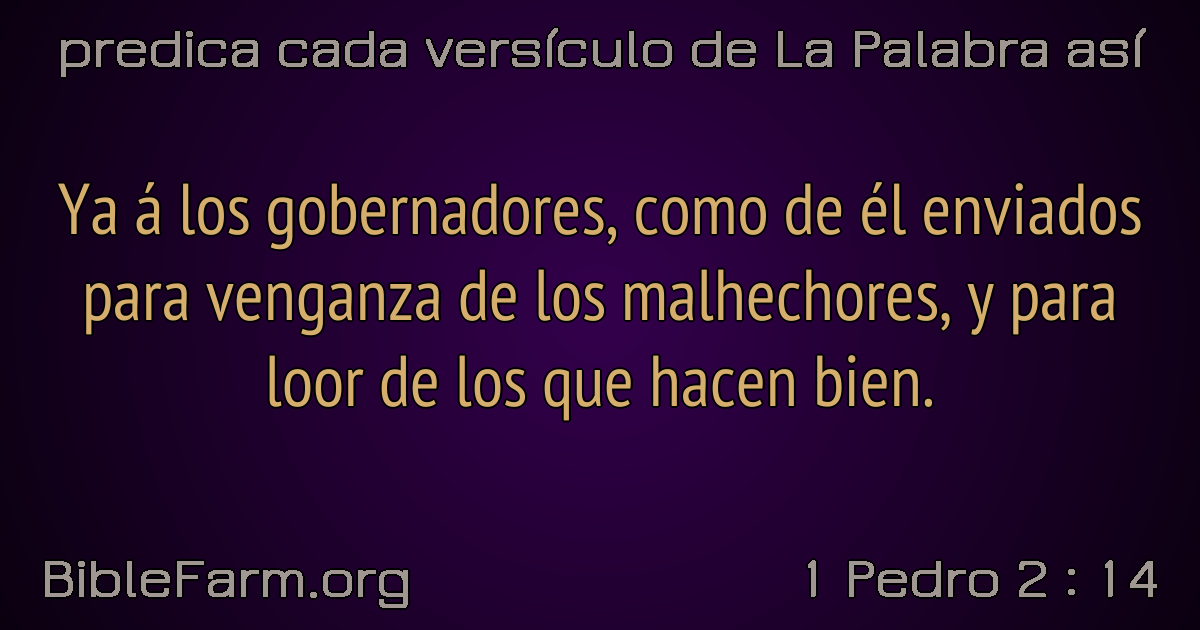 predica cada versículo de La Palabra así
Ya á los gobernadores, como de él enviados
para venganza de los malhechores, y para
loor de los que hacen bien.
BibleFarm.org
1 Pedro 2 : 14